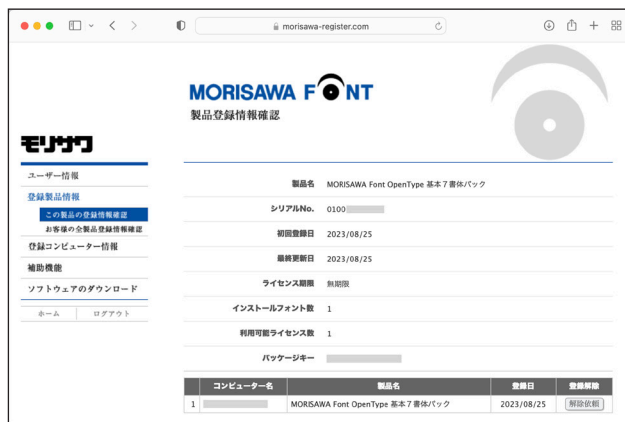 morisawa-register.com
MORISAWA FONT
製品登録情報確認
モリサワ
ユーザー情報
登録製品情報
この製品の登録情報確認
お客様の全製品登録情報確認
登録コンピューター情報
補助機能
ソフトウェアのダウンロード
ホーム ログアウト
製品名 MORISAWA Font OpenType 基本７書体パック
シリアルNo. 0100
初回登録日 2023/08/25
最終更新日 2023/08/25
ライセンス期限 無期限
インストールフォント数 1
利用可能ライセンス数 1
パッケージキー
コンピューター名 製品名 登録日 登録解除
1 MORISAWA Font OpenType 基本７書体パック 2023/08/25 解除依頼